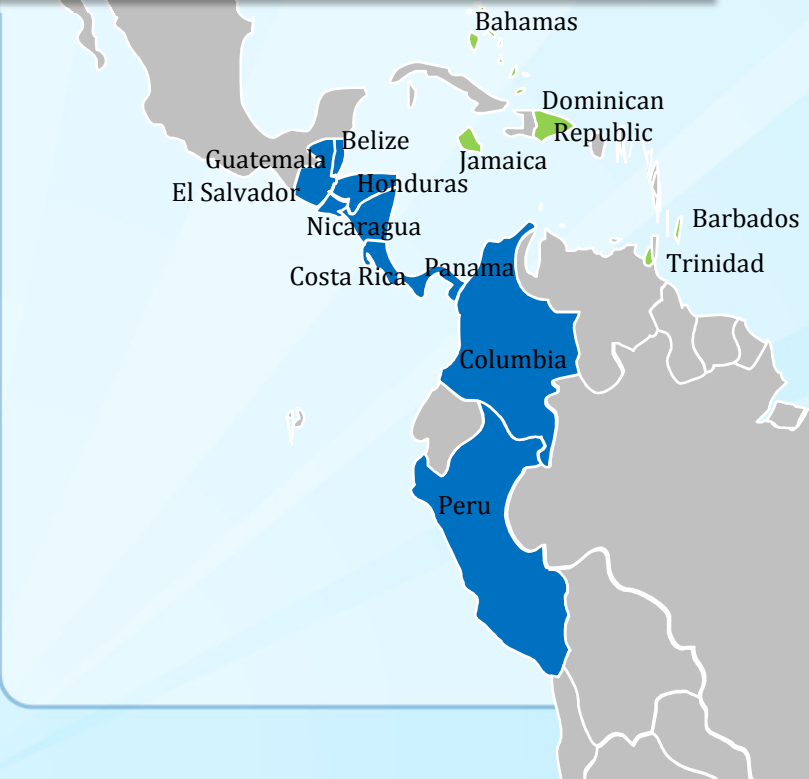 Bahamas
Dominican
Republic
Belize
Guatemala
Jamaica
Honduras
El Salvador
Barbados
Nicaragua
Trinidad
Panama
Costa Rica
Columbia
Peru